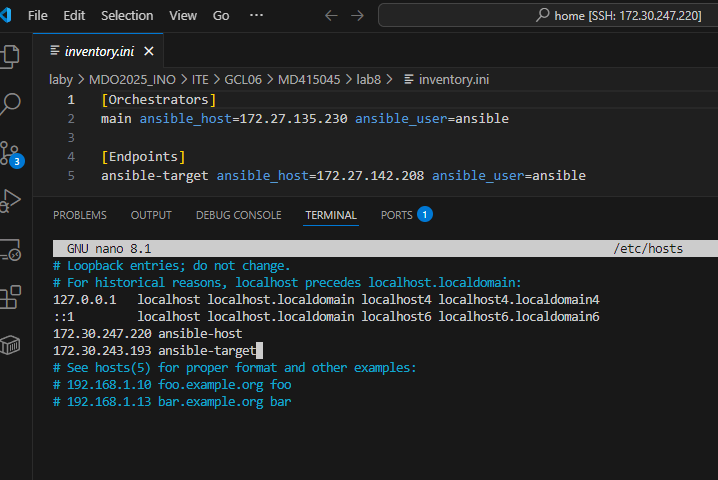 File Edit Selection View Go ··· ← → home [SSH: 172.30.247.220]
inventory.ini ×
laby > MDO2025_INO > ITE > GCL06 > MD415045 > lab8 > inventory.ini
1 [Orchestrators]
2 main ansible_host=172.27.135.230 ansible_user=ansible
3
4 [Endpoints]
5 ansible-target ansible_host=172.27.142.208 ansible_user=ansible
3
PROBLEMS OUTPUT DEBUG CONSOLE TERMINAL PORTS 1
GNU nano 8.1 /etc/hosts
# Loopback entries; do not change.
# For historical reasons, localhost precedes localhost.localdomain:
127.0.0.1 localhost localhost.localdomain localhost4 localhost4.localdomain4
::1 localhost localhost.localdomain localhost6 localhost6.localdomain6
172.30.247.220 ansible-host
172.30.243.193 ansible-target
# See hosts(5) for proper format and other examples:
# 192.168.1.10 foo.example.org foo
# 192.168.1.13 bar.example.org bar